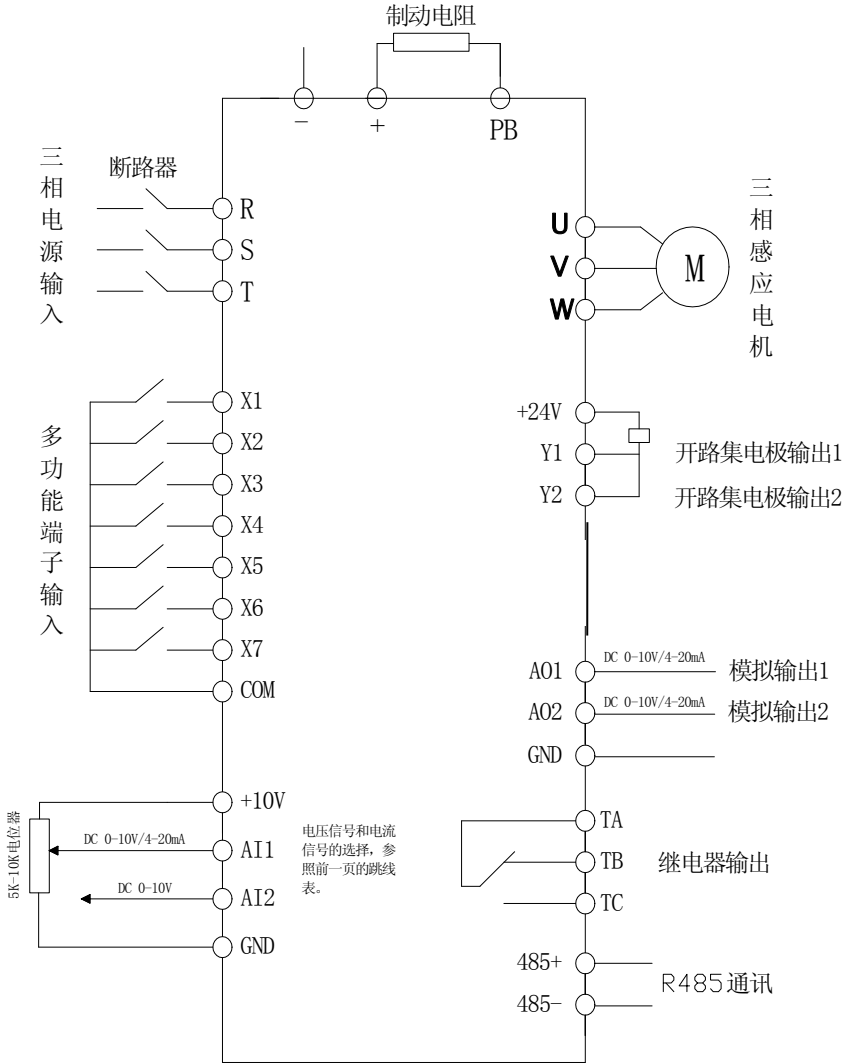 制动电阻
-
+
PB
三相电源输入
断路器
R
S
T
U
V
W
M
三相感应电机
多功能端子输入
X1
X2
X3
X4
X5
X6
X7
COM
+24V
Y1
开路集电极输出1
Y2
开路集电极输出2
AO1
DC 0-10V/4-20mA
模拟输出1
AO2
DC 0-10V/4-20mA
模拟输出2
GND
5K-10K电位器
+10V
DC 0-10V/4-20mA
AI1
DC 0-10V
AI2
GND
电压信号和电流
信号的选择，参
照前一页的跳线
表。
TA
TB
TC
继电器输出
485+
485-
R485通讯